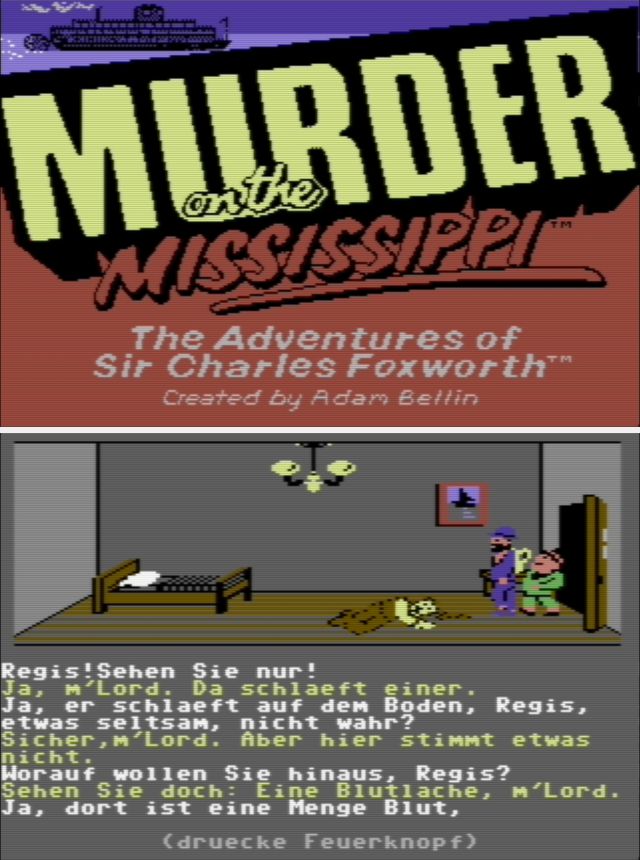 MURDER
on the
MISSISSIPPI™
The Adventures of
Sir Charles Foxworth™
Created by Adam Bellin
Regis!Sehen Sie nur!
Ja, m'Lord. Da schlaeft einer.
Ja, er schlaeft auf dem Boden, Regis,
etwas seltsam, nicht wahr?
Sicher,m'Lord. Aber hier stimmt etwas
nicht.
Worauf wollen Sie hinaus, Regis?
Sehen Sie doch: Eine Blutlache, m'Lord.
Ja, dort ist eine Menge Blut,
(druecke Feuerknopf)